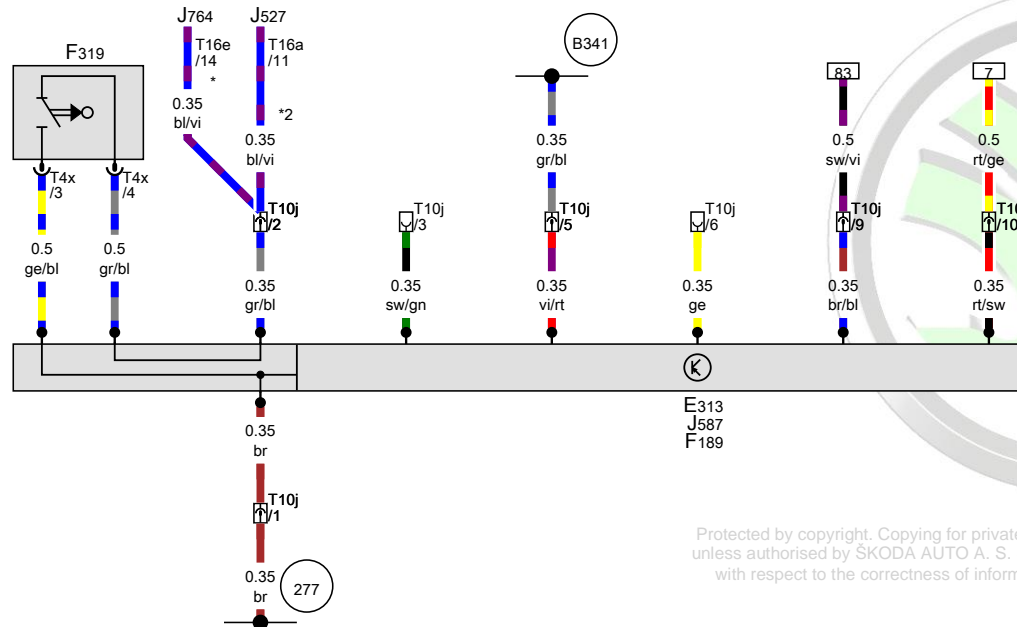 J764
J527
F319
T16e
/14
*
T16a
/11
*2
B341
83
7
0.35
bl/vi
0.35
bl/vi
0.35
gr/bl
0.5
sw/vi
0.5
rt/ge
T4x
/3
T4x
/4
T10j
/2
T10j
/3
T10j
/5
T10j
/6
T10j
/9
T10
/10
0.5
ge/bl
0.5
gr/bl
0.35
gr/bl
0.35
sw/gn
0.35
vi/rt
0.35
ge
0.35
br/bl
0.35
rt/sw
E313
J587
F189
0.35
br
T10j
/1
0.35
br
277
Protected by copyright. Copying for private
unless authorised by ŠKODA AUTO A. S.
with respect to the correctness of inform